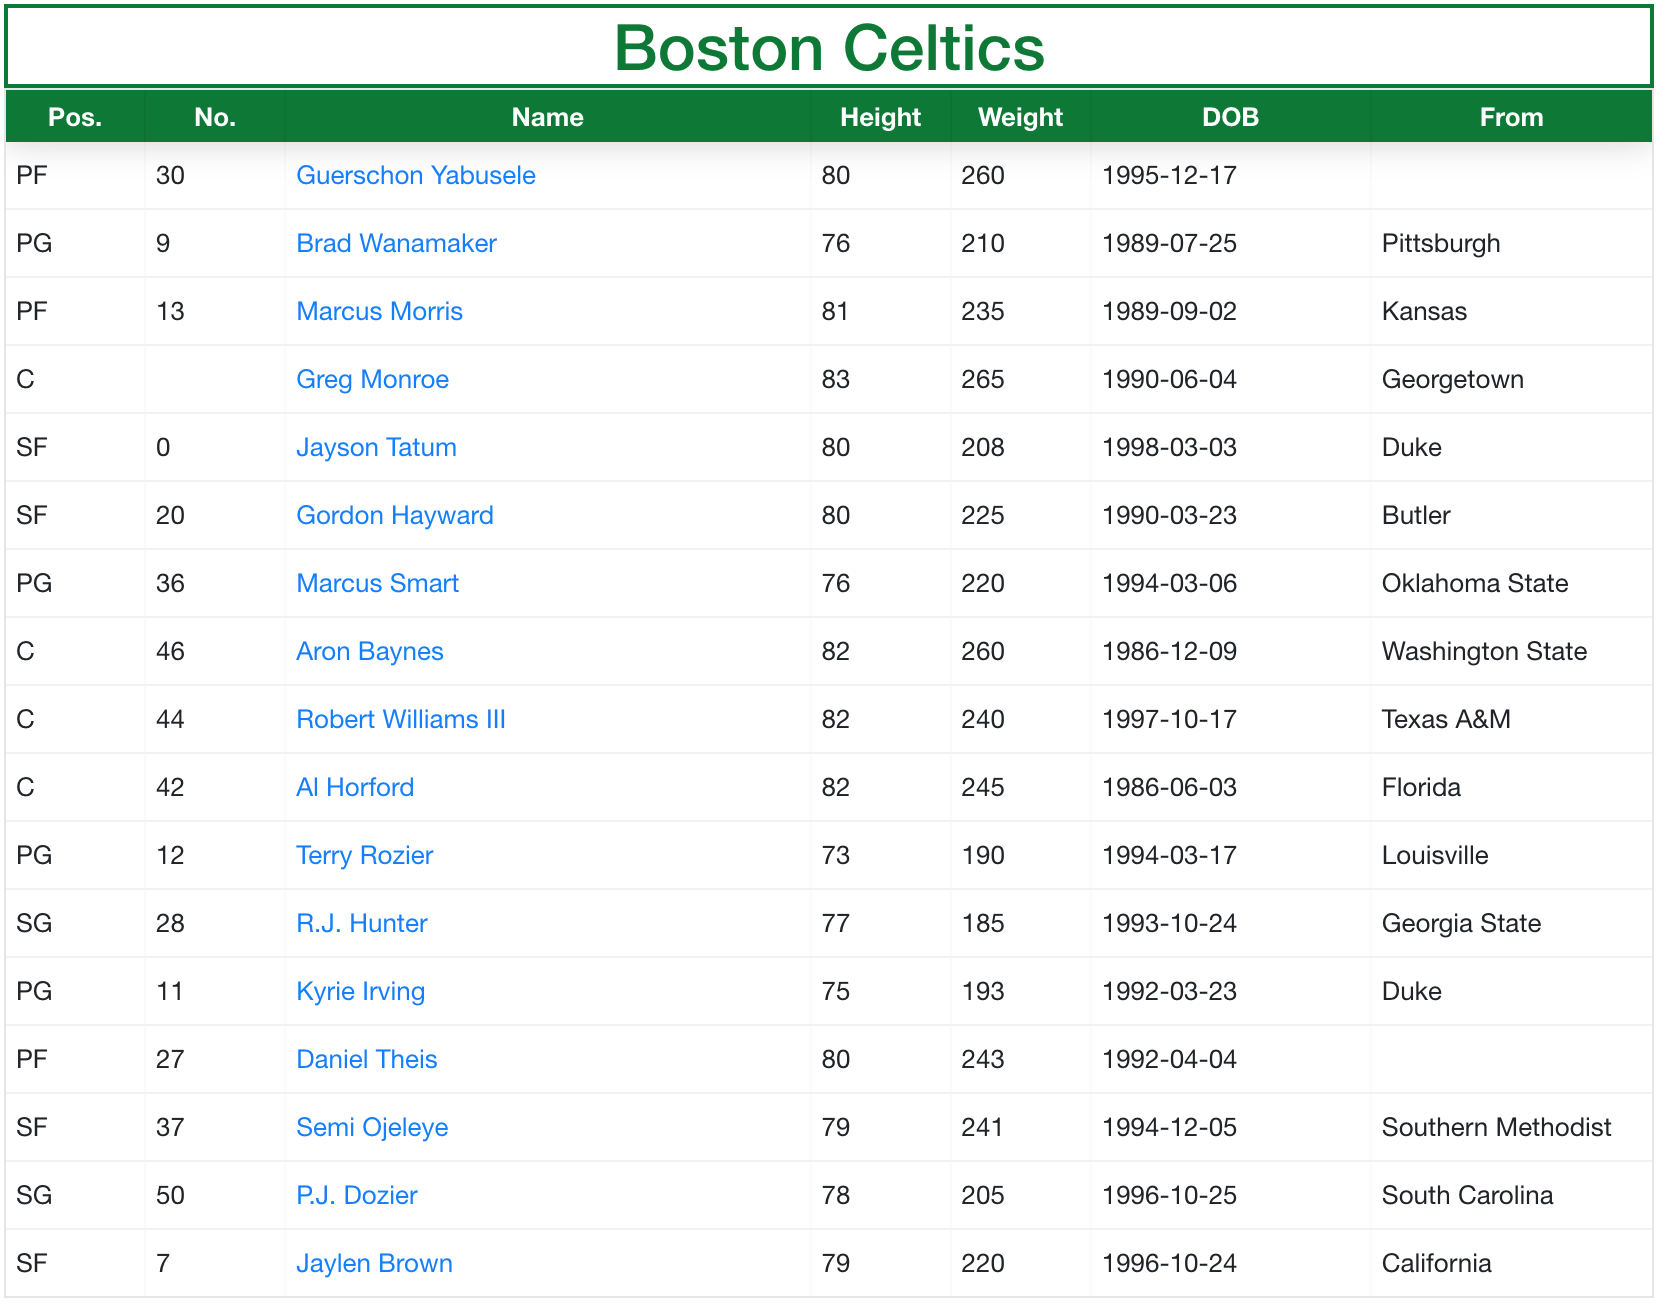 Boston Celtics
Pos. No. Name Height Weight DOB From
PF 30 Guerschon Yabusele 80 260 1995-12-17
PG 9 Brad Wanamaker 76 210 1989-07-25 Pittsburgh
PF 13 Marcus Morris 81 235 1989-09-02 Kansas
C Greg Monroe 83 265 1990-06-04 Georgetown
SF 0 Jayson Tatum 80 208 1998-03-03 Duke
SF 20 Gordon Hayward 80 225 1990-03-23 Butler
PG 36 Marcus Smart 76 220 1994-03-06 Oklahoma State
C 46 Aron Baynes 82 260 1986-12-09 Washington State
C 44 Robert Williams III 82 240 1997-10-17 Texas A&M
C 42 Al Horford 82 245 1986-06-03 Florida
PG 12 Terry Rozier 73 190 1994-03-17 Louisville
SG 28 R.J. Hunter 77 185 1993-10-24 Georgia State
PG 11 Kyrie Irving 75 193 1992-03-23 Duke
PF 27 Daniel Theis 80 243 1992-04-04
SF 37 Semi Ojeleye 79 241 1994-12-05 Southern Methodist
SG 50 P.J. Dozier 78 205 1996-10-25 South Carolina
SF 7 Jaylen Brown 79 220 1996-10-24 California